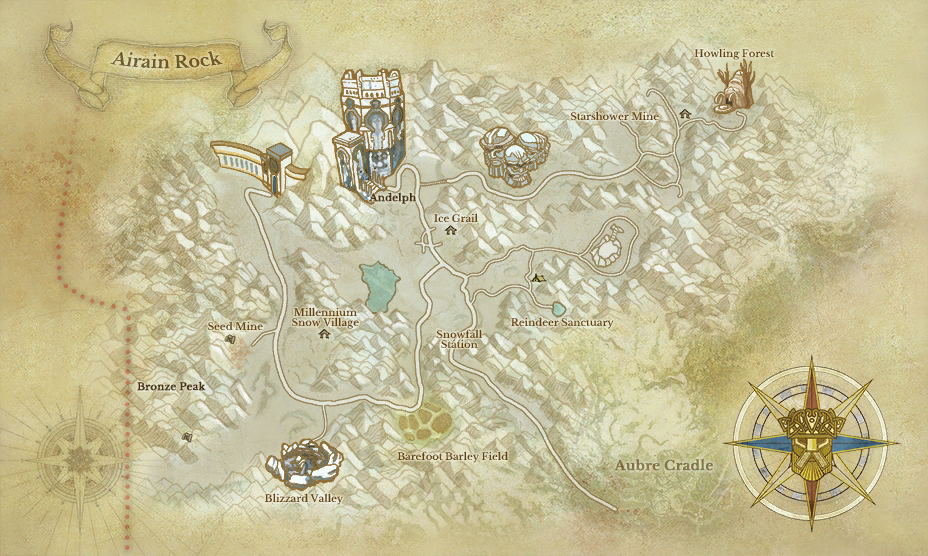 Airain Rock
Howling Forest
Starshower Mine
Andelph
Ice Grail
Millennium
Snow Village
Seed Mine
Reindeer Sanctuary
Snowfall
Station
Bronze Peak
Barefoot Barley Field
Aubre Cradle
Blizzard Valley